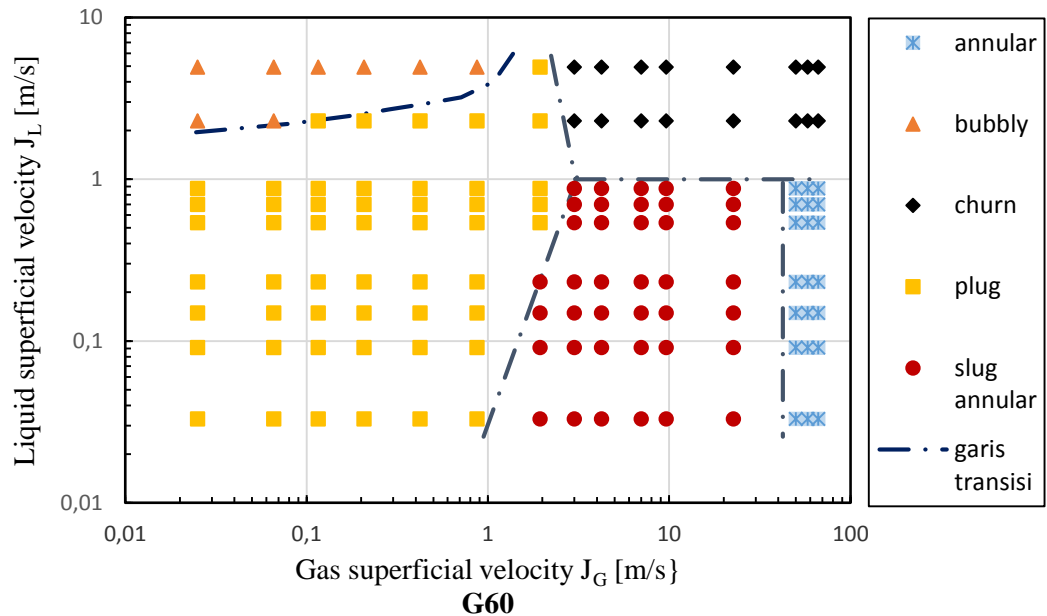 Liquid superficial velocity J_L [m/s]
10
1
0,1
0,01
0,01
0,1
1
10
100
Gas superficial velocity J_G [m/s}
G60
annular
bubbly
churn
plug
slug
annular
garis
transisi